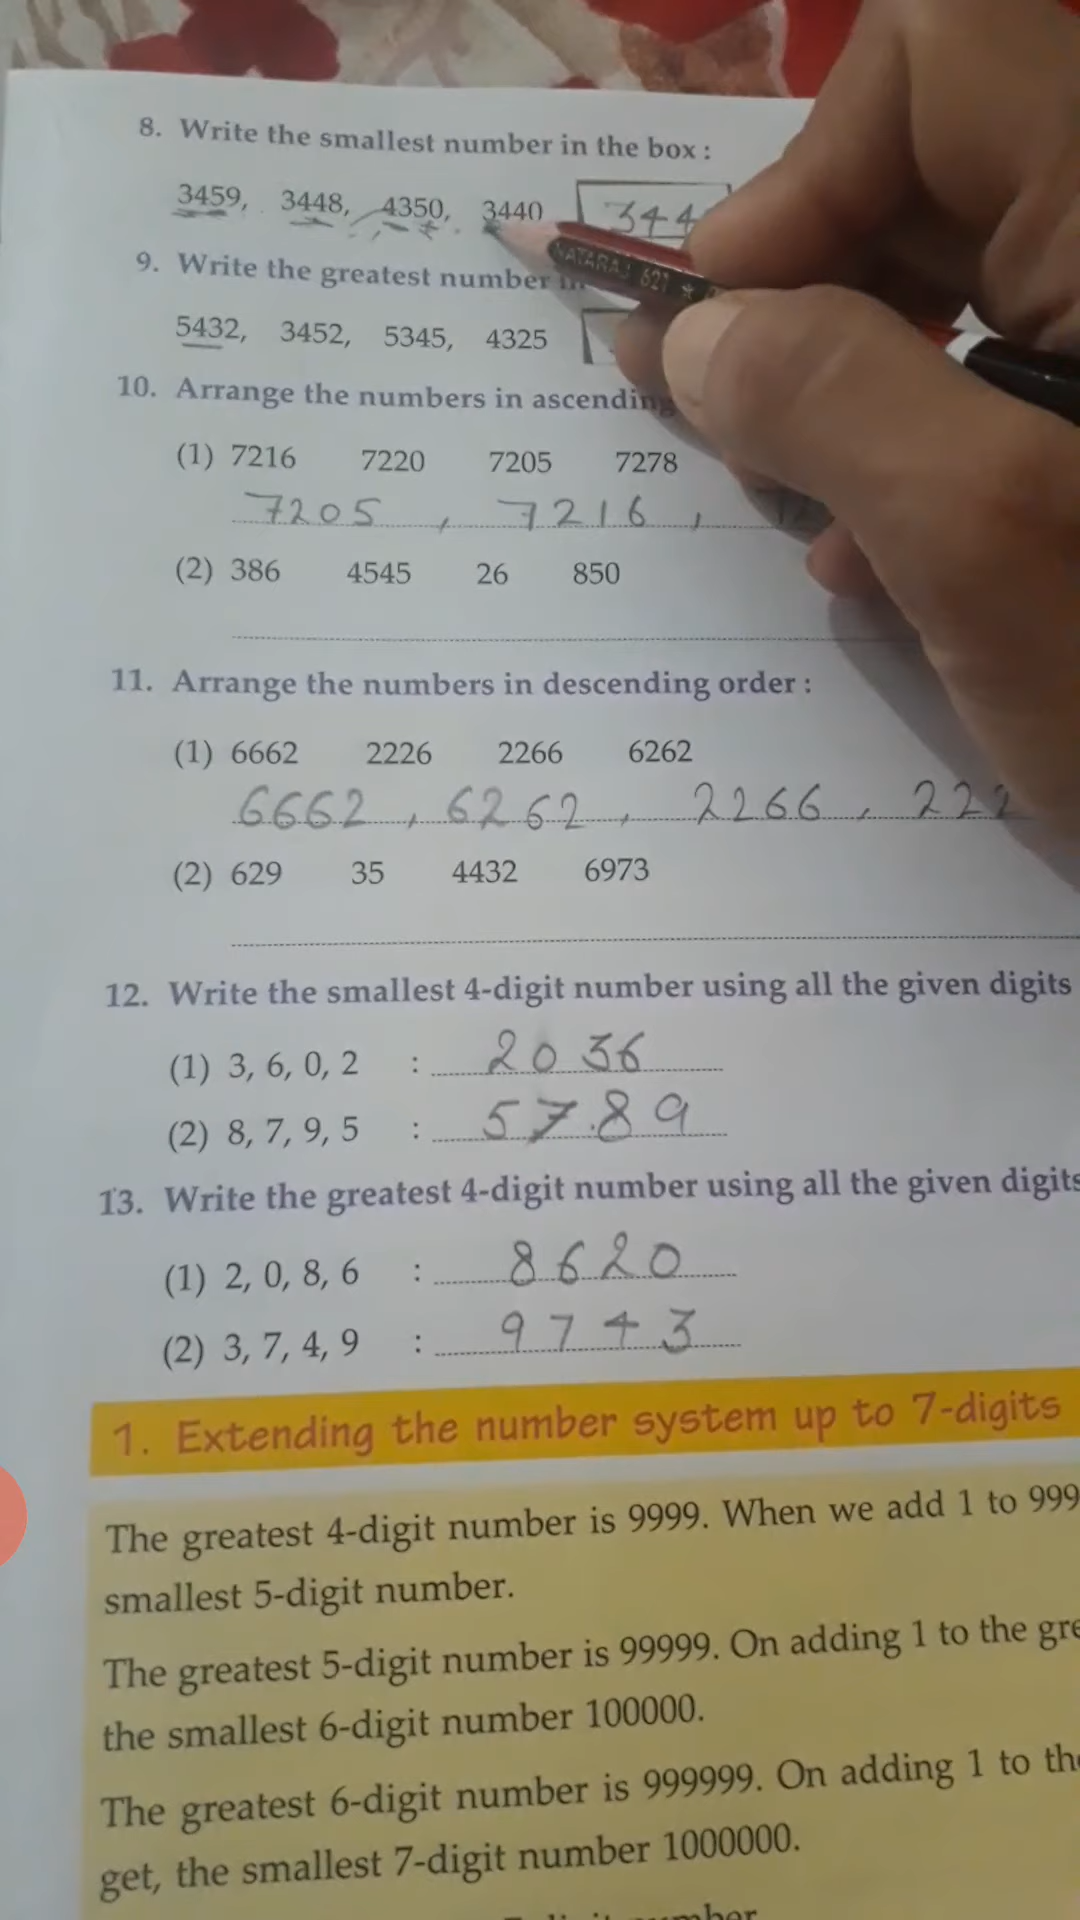 8. Write the smallest number in the box :
3459, 3448, 4350, 3440 344
NATARAJ 621
9. Write the greatest number
5432, 3452, 5345, 4325
10. Arrange the numbers in ascending
(1) 7216 7220 7205 7278
7205 , 7216 ,
(2) 386 4545 26 850
11. Arrange the numbers in descending order :
(1) 6662 2226 2266 6262
6662 , 6262 , 2266 , 222
(2) 629 35 4432 6973
12. Write the smallest 4-digit number using all the given digits
(1) 3, 6, 0, 2 : 2036
(2) 8, 7, 9, 5 : 5789
13. Write the greatest 4-digit number using all the given digits
(1) 2, 0, 8, 6 : 8620
(2) 3, 7, 4, 9 : 9743
1. Extending the number system up to 7-digits
The greatest 4-digit number is 9999. When we add 1 to 999
smallest 5-digit number.
The greatest 5-digit number is 99999. On adding 1 to the gre
the smallest 6-digit number 100000.
The greatest 6-digit number is 999999. On adding 1 to the
get, the smallest 7-digit number 1000000.